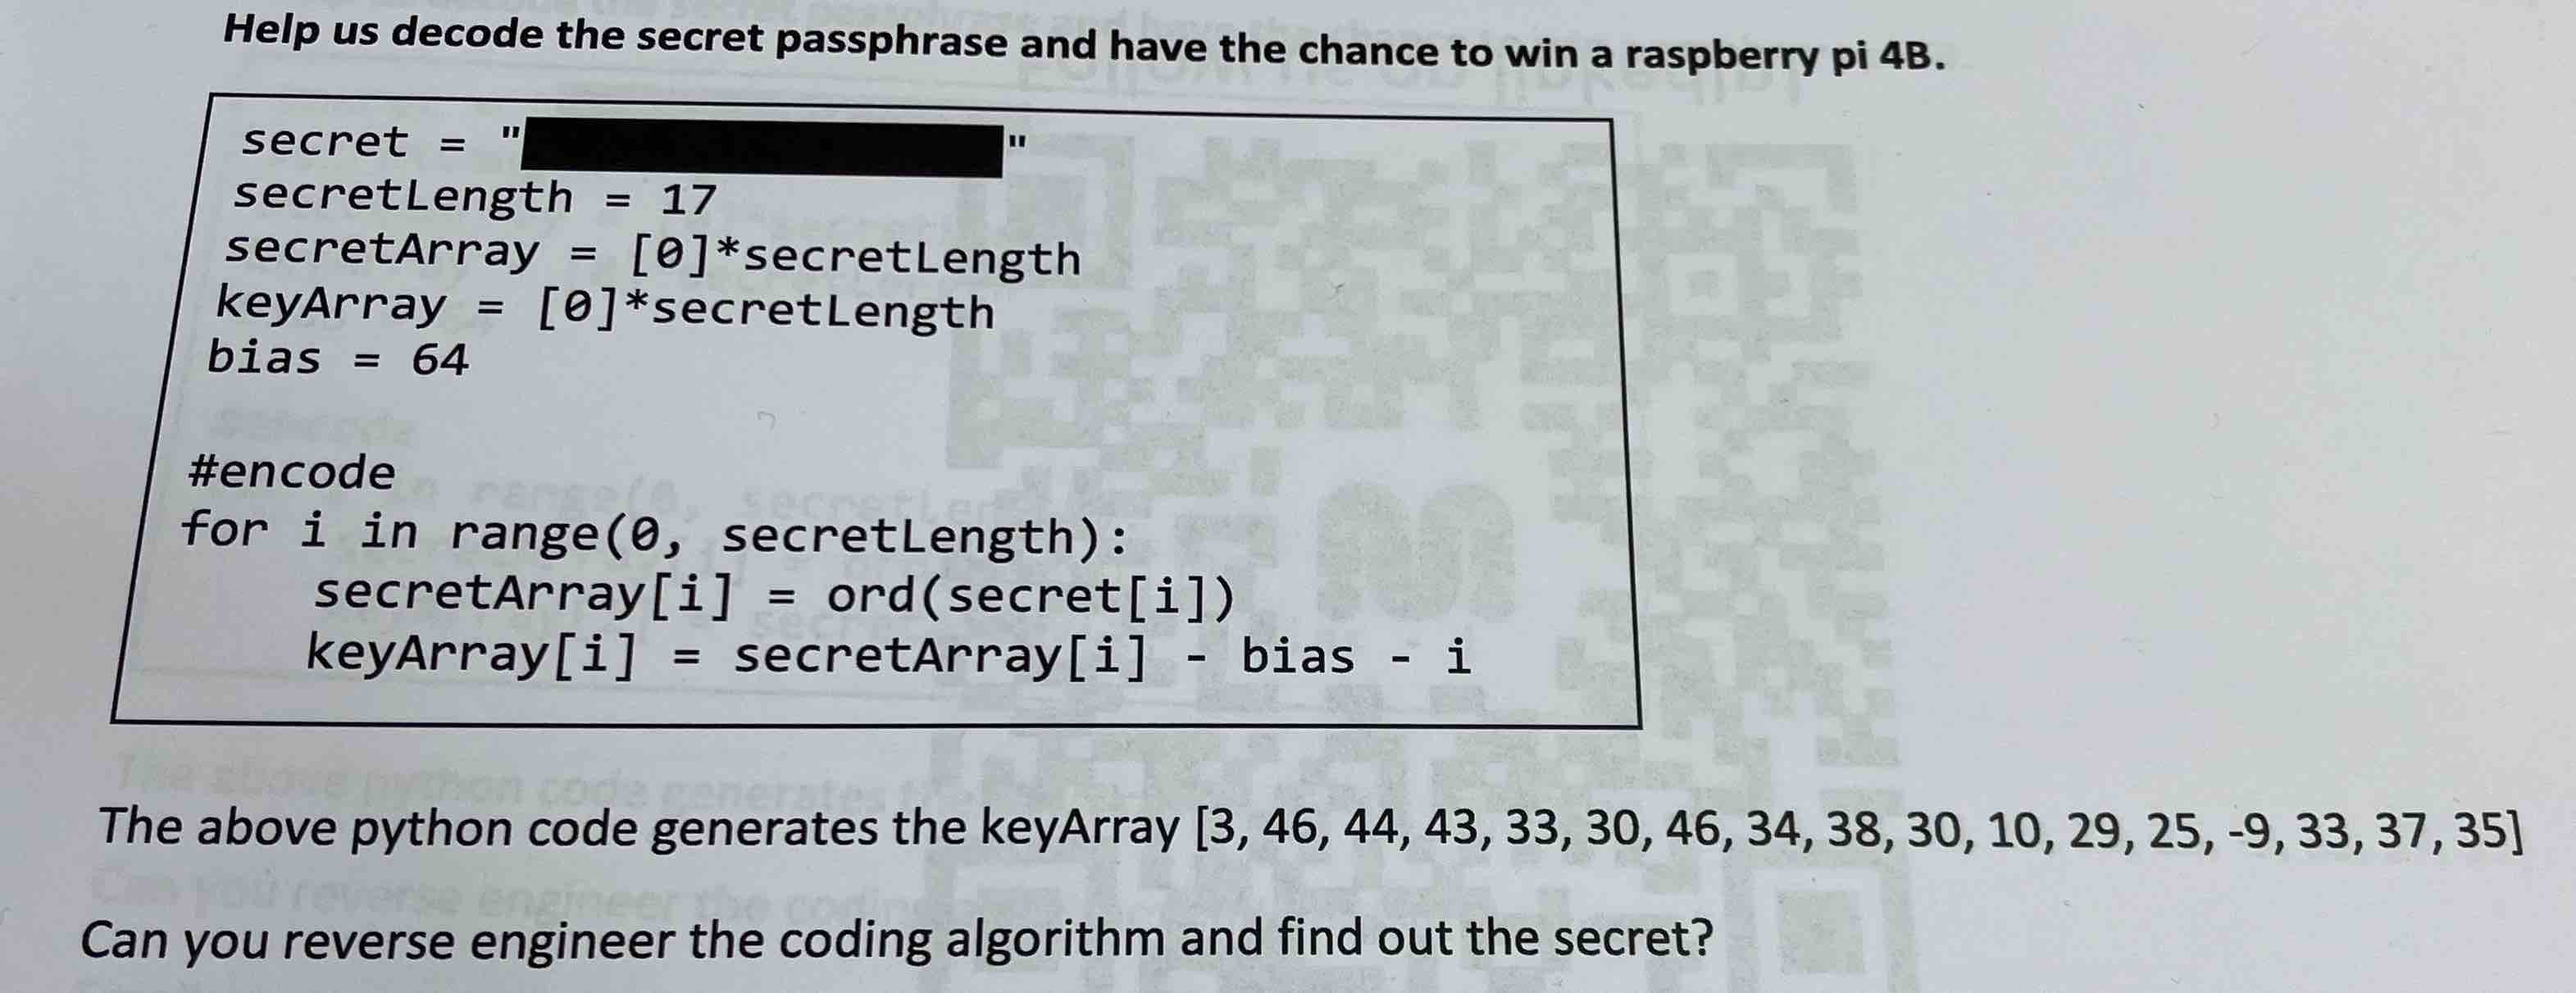 Help us decode the secret passphrase and have the chance to win a raspberry pi 4B.
secret = " "
secretLength = 17
secretArray = [0]*secretLength
keyArray = [0]*secretLength
bias = 64
#encode
for i in range(0, secretLength):
secretArray[i] = ord(secret[i])
keyArray[i] = secretArray[i] - bias - i
The above python code generates the keyArray [3, 46, 44, 43, 33, 30, 46, 34, 38, 30, 10, 29, 25, -9, 33, 37, 35]
Can you reverse engineer the coding algorithm and find out the secret?